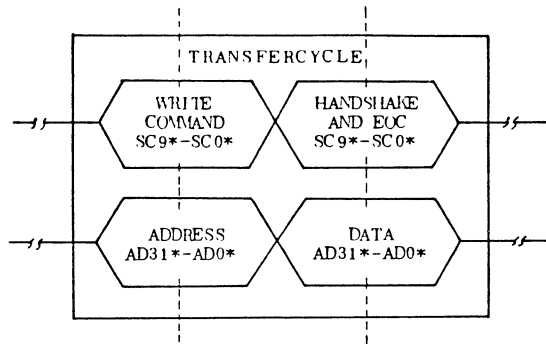 TRANSFERCYCLE
WRITE
COMMAND
SC9*-SC0*
HANDSHAKE
AND EOC
SC9*-SC0*
ADDRESS
AD31*-AD0*
DATA
AD31*-AD0*